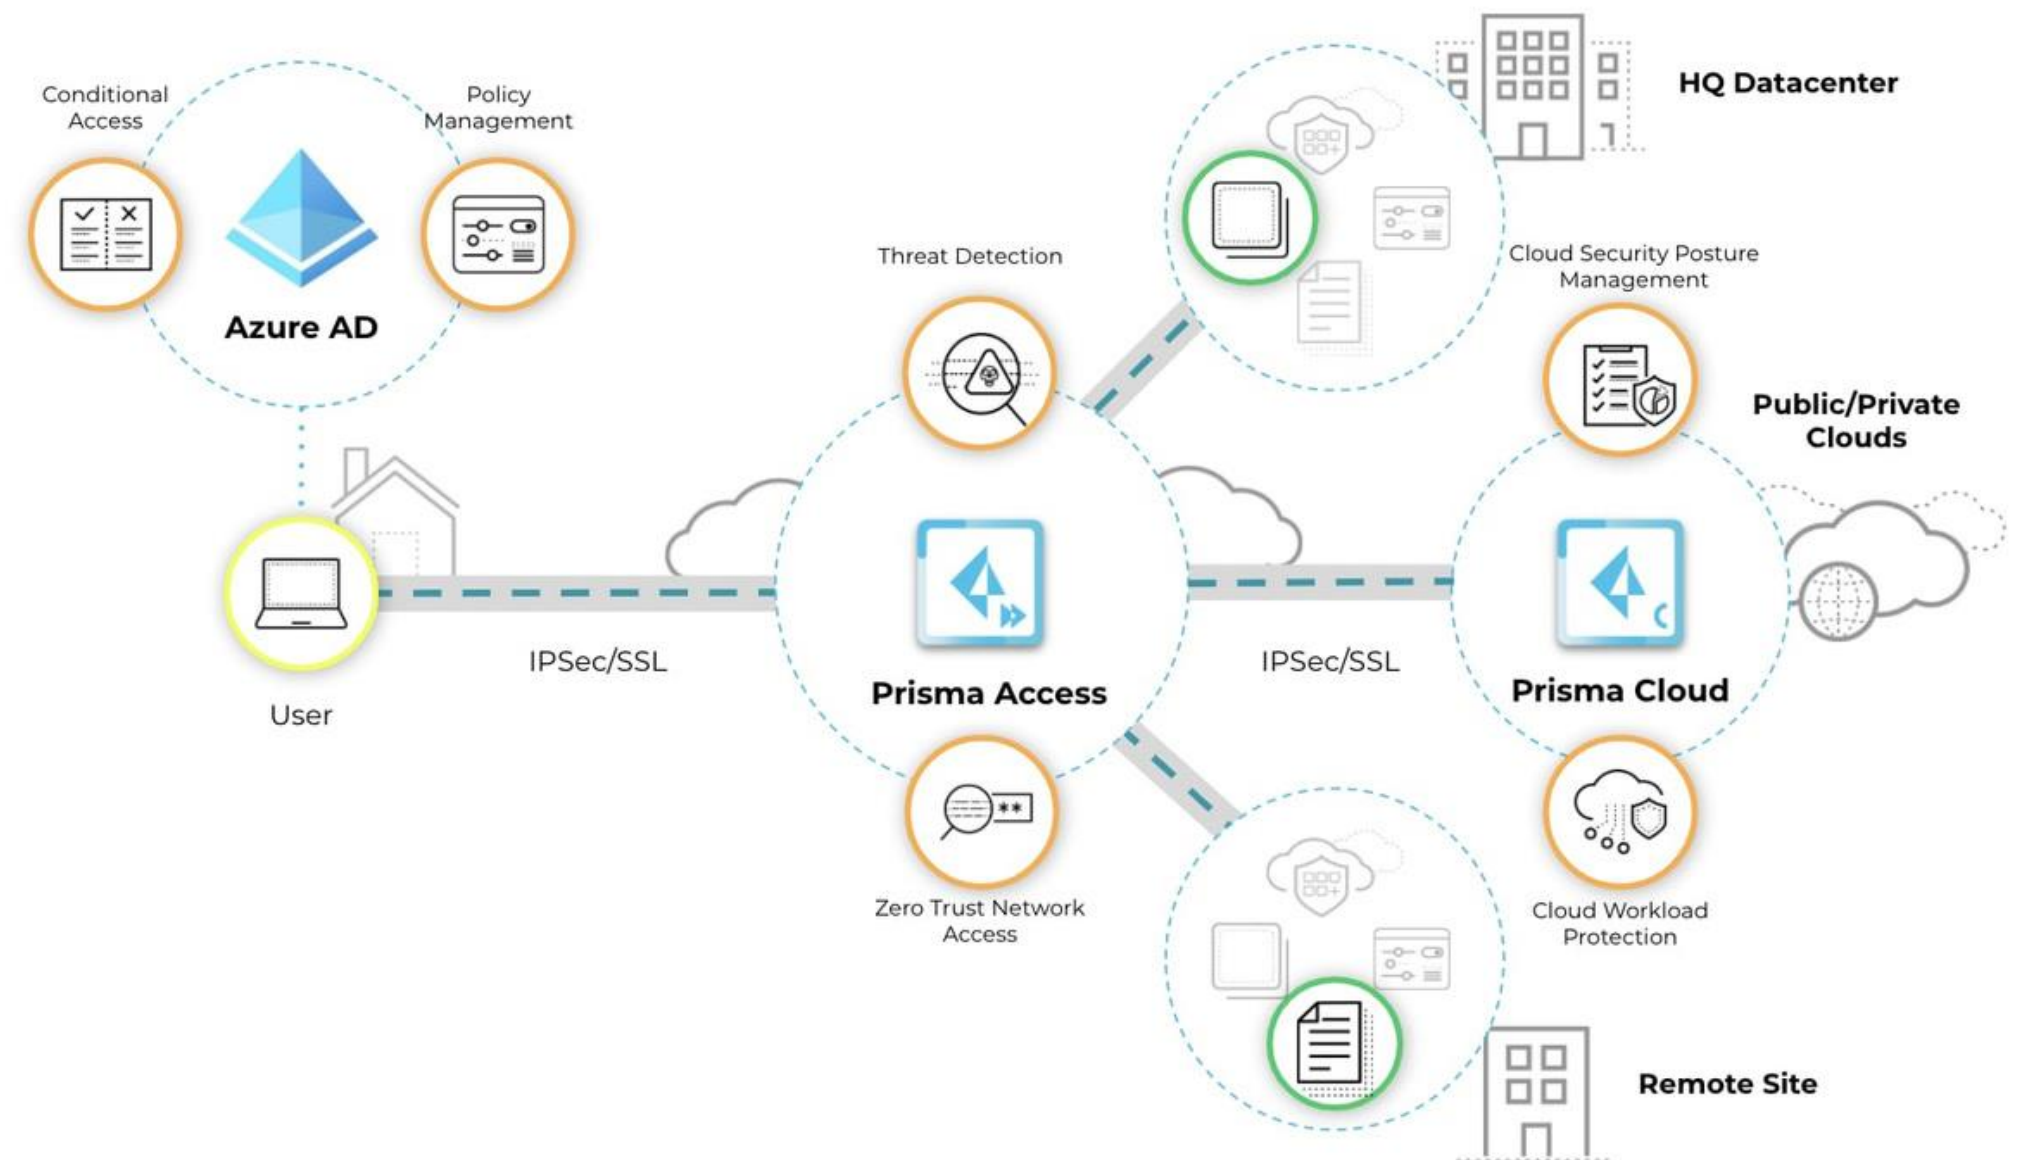 Conditional
Access
Policy
Management
Azure AD
User
IPSec/SSL
Threat Detection
Prisma Access
Zero Trust Network
Access
HQ Datacenter
IPSec/SSL
Cloud Security Posture
Management
Public/Private
Clouds
Prisma Cloud
Cloud Workload
Protection
Remote Site